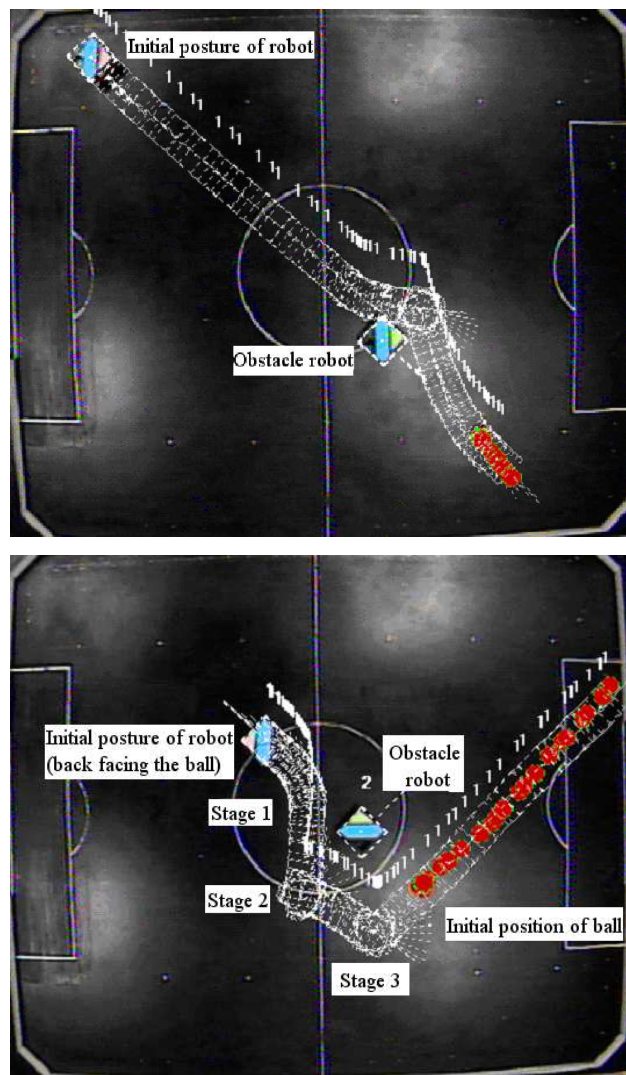 Initial posture of robot
Obstacle robot
Initial posture of robot
(back facing the ball)
Obstacle
robot
2
Stage 1
Stage 2
Initial position of ball
Stage 3